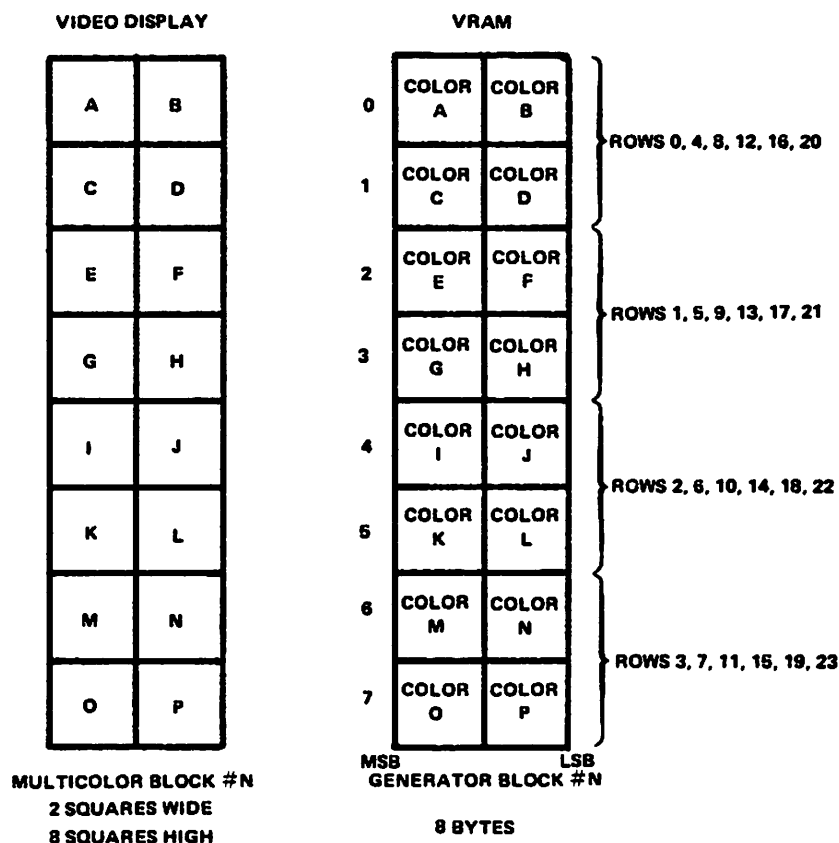 VIDEO DISPLAY
VRAM
A B
C D
E F
G H
I J
K L
M N
O P
MULTICOLOR BLOCK #N
2 SQUARES WIDE
8 SQUARES HIGH
0 COLOR A COLOR B
1 COLOR C COLOR D
ROWS 0, 4, 8, 12, 16, 20
2 COLOR E COLOR F
3 COLOR G COLOR H
ROWS 1, 5, 9, 13, 17, 21
4 COLOR I COLOR J
5 COLOR K COLOR L
ROWS 2, 6, 10, 14, 18, 22
6 COLOR M COLOR N
7 COLOR O COLOR P
ROWS 3, 7, 11, 15, 19, 23
MSB LSB
GENERATOR BLOCK #N
8 BYTES